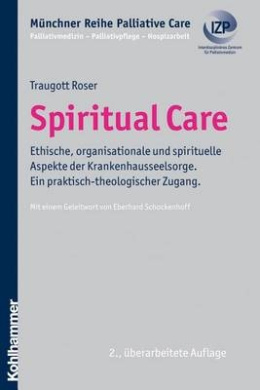 Münchner Reihe Palliative Care
Palliativmedizin – Palliativpflege – Hospizarbeit
IZP
Interdisziplinäres Zentrum
für Palliativmedizin
Traugott Roser
Spiritual Care
Ethische, organisationale und spirituelle
Aspekte der Krankenhausseelsorge.
Ein praktisch-theologischer Zugang.
Mit einem Geleitwort von Eberhard Schockenhoff
2., überarbeitete Auflage
Kohlhammer